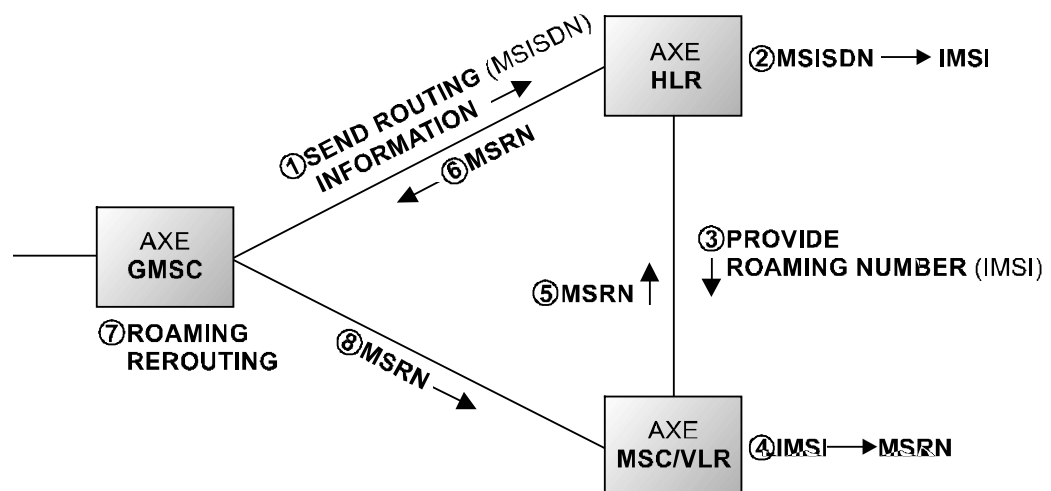 ①SEND ROUTING (MSISDN)
INFORMATION
⑥MSRN
AXE
HLR
②MSISDN → IMSI
AXE
GMSC
③PROVIDE
ROAMING NUMBER (IMSI)
⑤MSRN
⑦ROAMING
REROUTING
⑧MSRN
AXE
MSC/VLR
④IMSI → MSRN